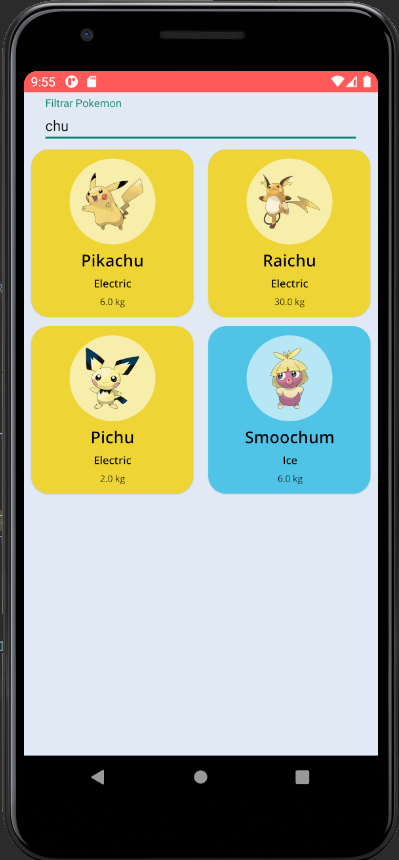 9:55
Filtrar Pokemon
chu
Pikachu
Electric
6.0 kg
Raichu
Electric
30.0 kg
Pichu
Electric
2.0 kg
Smoochum
Ice
6.0 kg